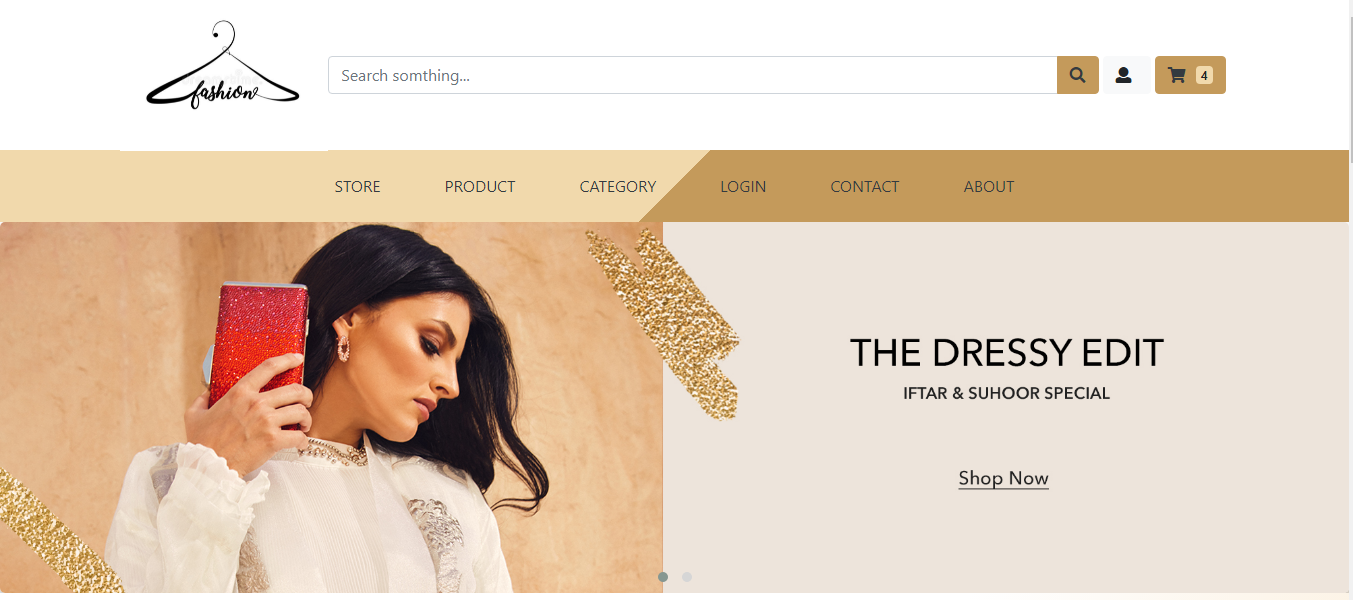 fashion
Search somthing...
4
STORE
PRODUCT
CATEGORY
LOGIN
CONTACT
ABOUT
THE DRESSY EDIT
IFTAR & SUHOOR SPECIAL
Shop Now